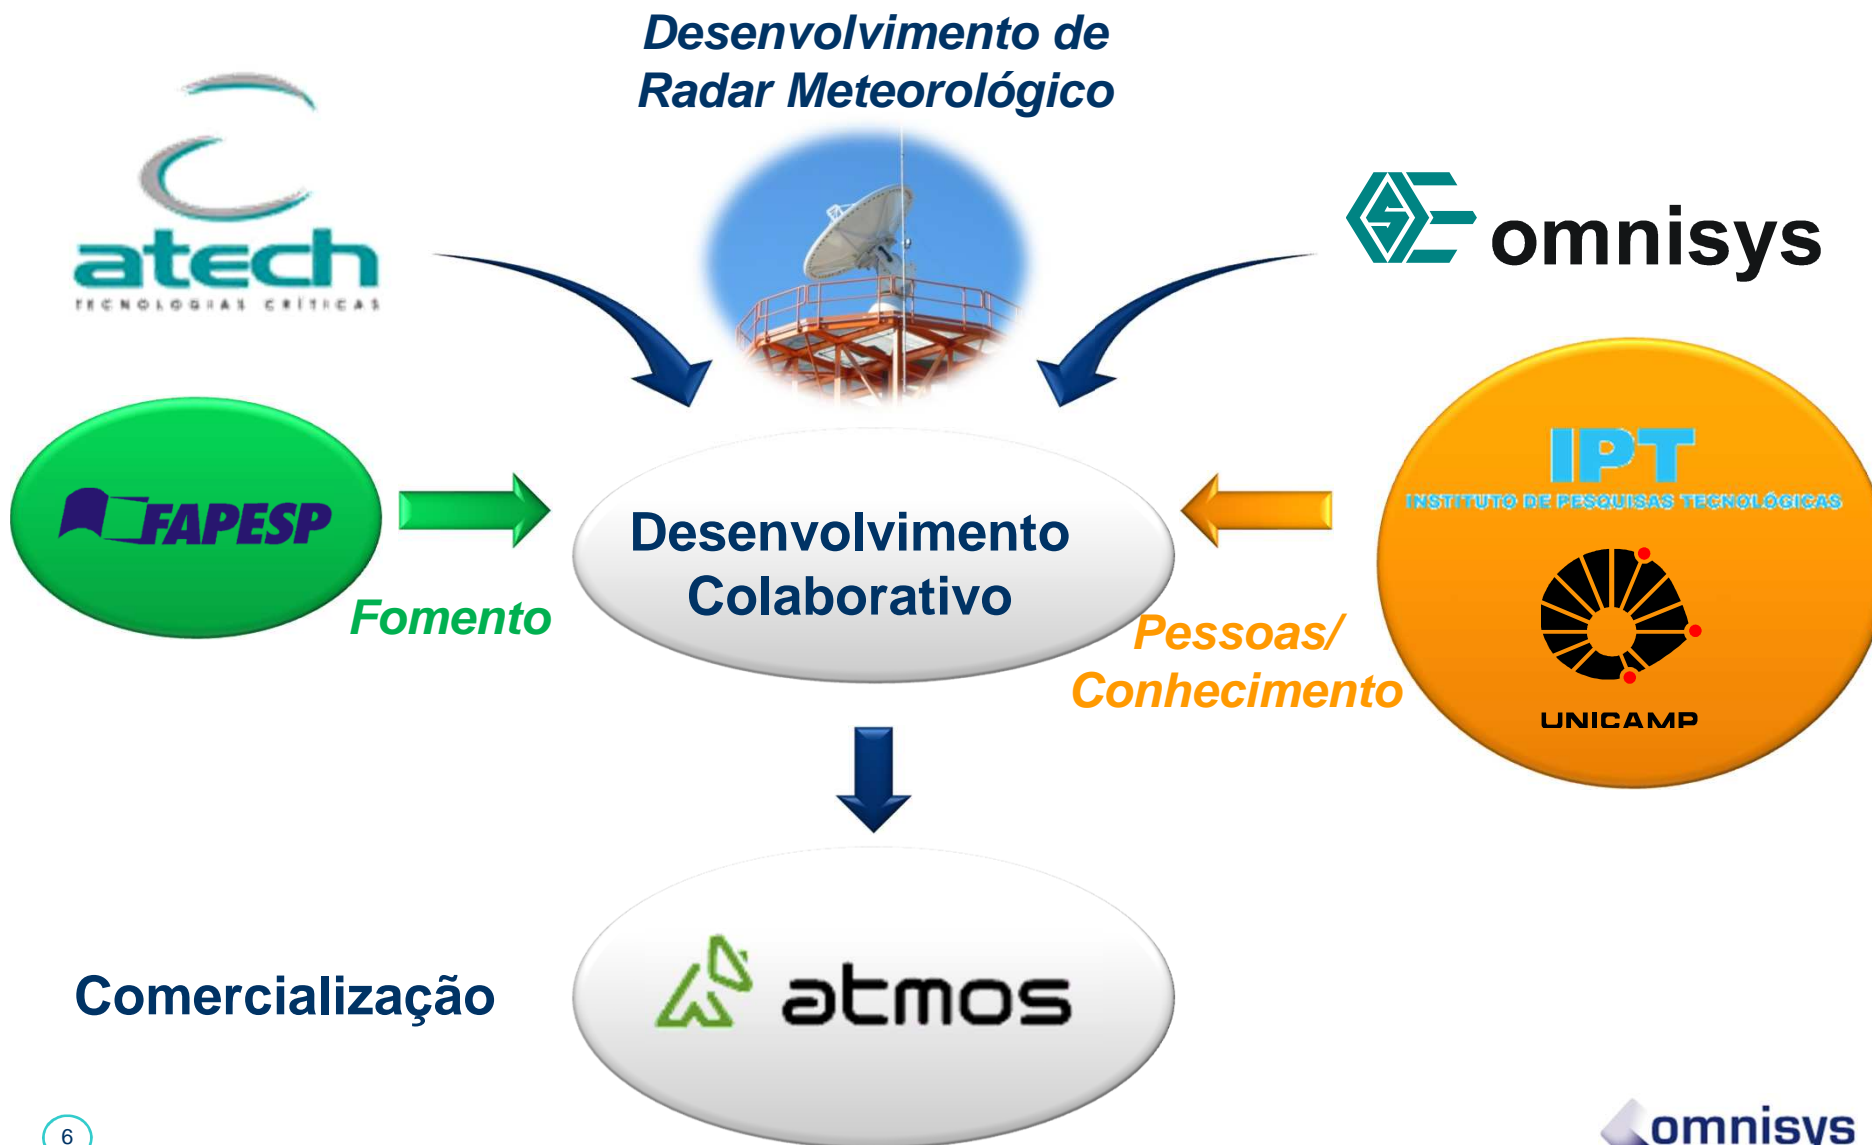 Desenvolvimento de
Radar Meteorológico
atech
TECNOLOGIAS CRÍTICAS
omnisys
FAPESP
Fomento
Desenvolvimento
Colaborativo
IPT
INSTITUTO DE PESQUISAS TECNOLÓGICAS
UNICAMP
Pessoas/
Conhecimento
Comercialização
atmos
6
omnisys